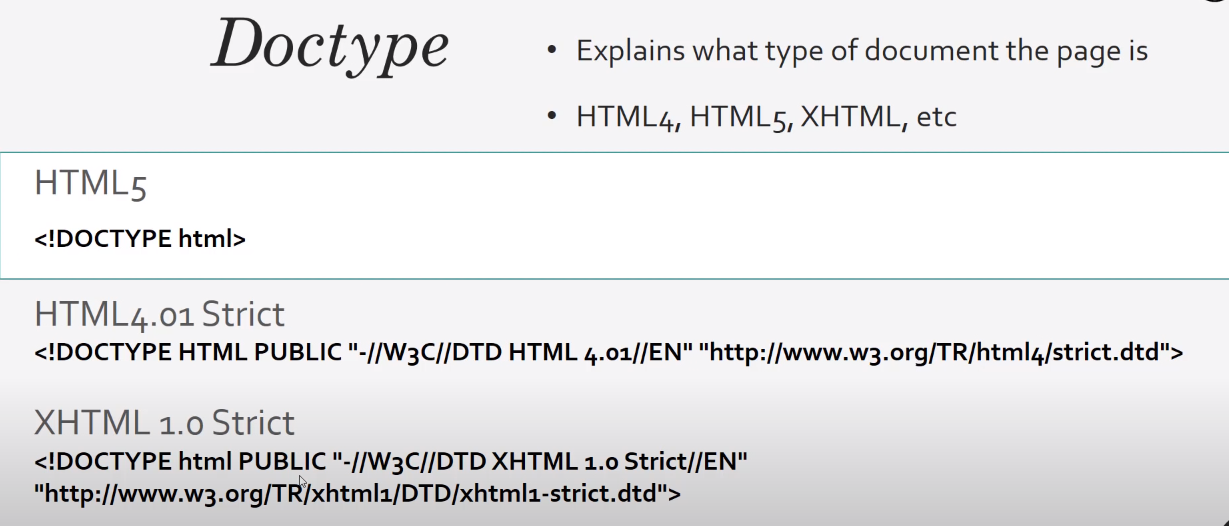 Doctype
• Explains what type of document the page is
• HTML4, HTML5, XHTML, etc
HTML5
<!DOCTYPE html>
HTML4.01 Strict
<!DOCTYPE HTML PUBLIC "-//W3C//DTD HTML 4.01//EN" "http://www.w3.org/TR/html4/strict.dtd">
XHTML 1.0 Strict
<!DOCTYPE html PUBLIC "-//W3C//DTD XHTML 1.0 Strict//EN"
"http://www.w3.org/TR/xhtml1/DTD/xhtml1-strict.dtd">